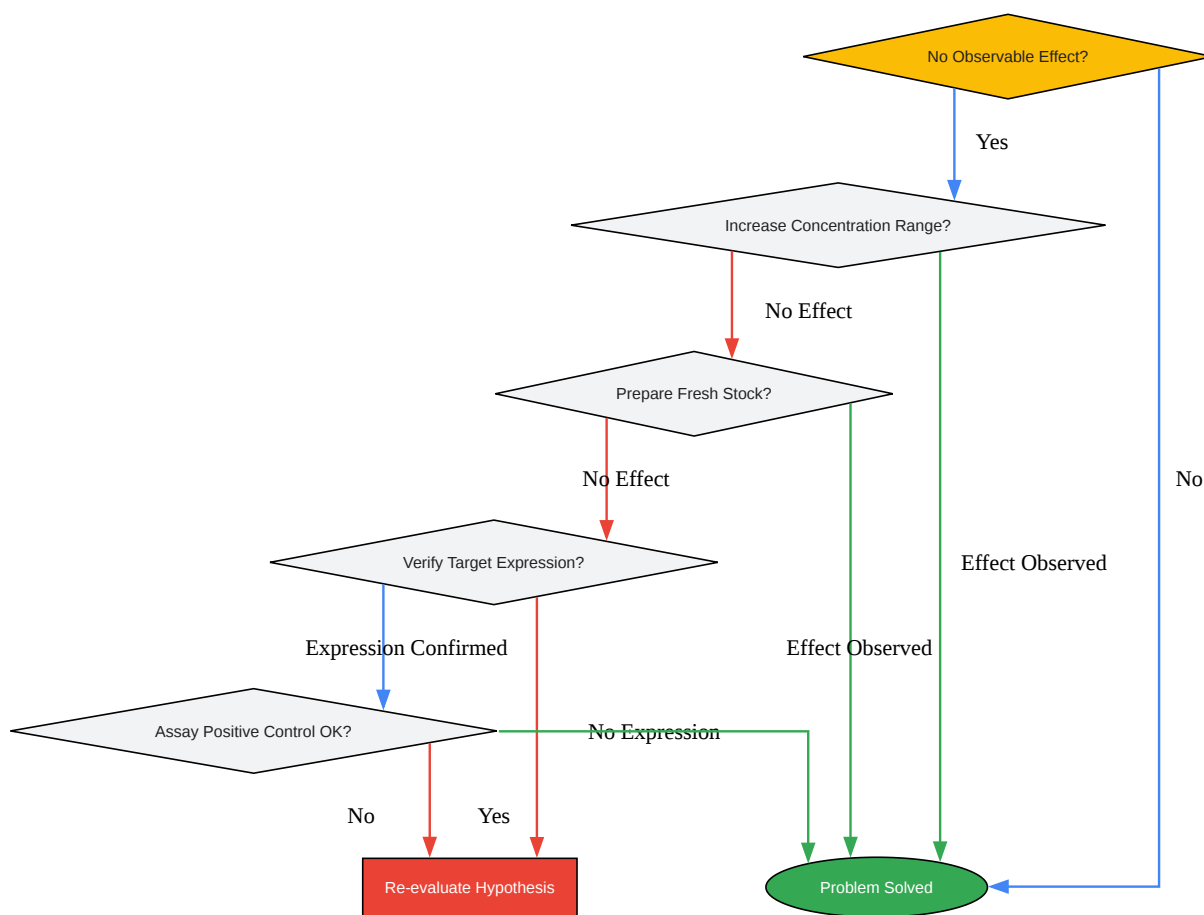 No Observable Effect?
Yes
Increase Concentration Range?
No Effect
Prepare Fresh Stock?
No Effect
No
Verify Target Expression?
Effect Observed
Expression Confirmed
Effect Observed
Assay Positive Control OK?
No Expression
No
Yes
Re-evaluate Hypothesis
Problem Solved